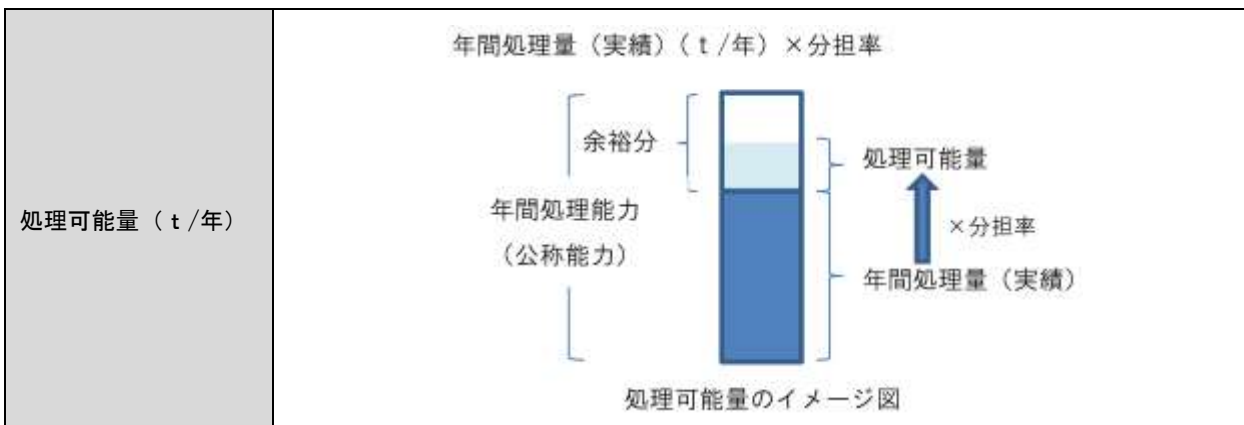 処理可能量（ｔ/年）
年間処理量（実績）（ｔ/年）×分担率
余裕分
処理可能量
年間処理能力
（公称能力）
×分担率
年間処理量（実績）
処理可能量のイメージ図